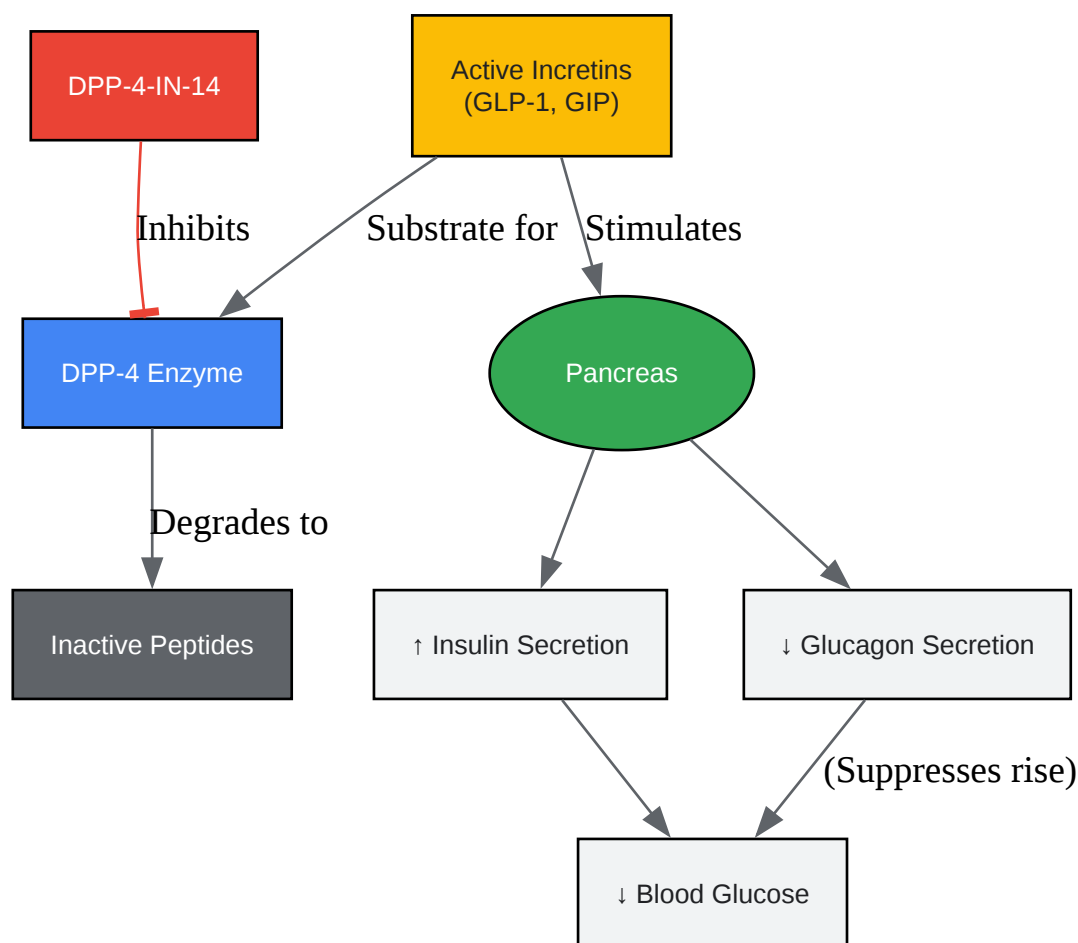 DPP-4-IN-14
Active Incretins
(GLP-1, GIP)
Inhibits
Substrate for
Stimulates
DPP-4 Enzyme
Pancreas
Degrades to
Inactive Peptides
↑ Insulin Secretion
↓ Glucagon Secretion
(Suppresses rise)
↓ Blood Glucose